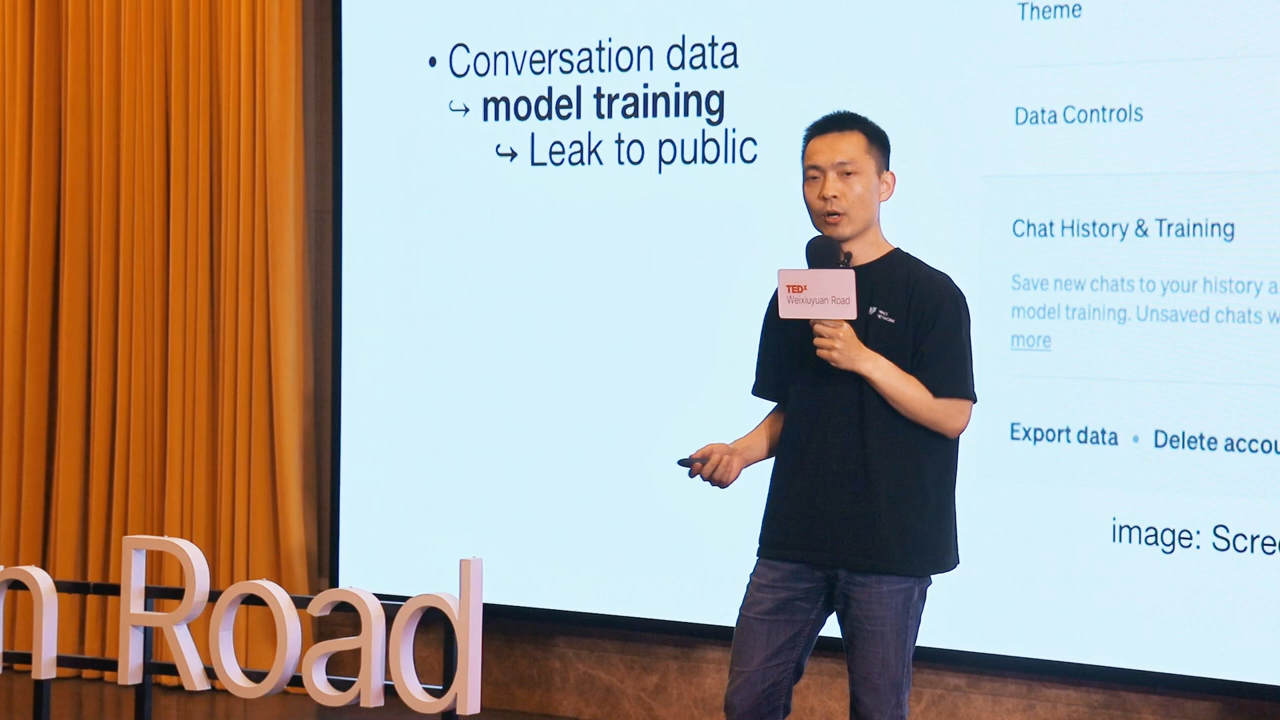 • Conversation data
↪ model training
↪ Leak to public
Theme
Data Controls
Chat History & Training
Save new chats to your history a
model training. Unsaved chats w
more
Export data • Delete accou
image: Scree
TEDx
Weixiuyuan Road
n Road